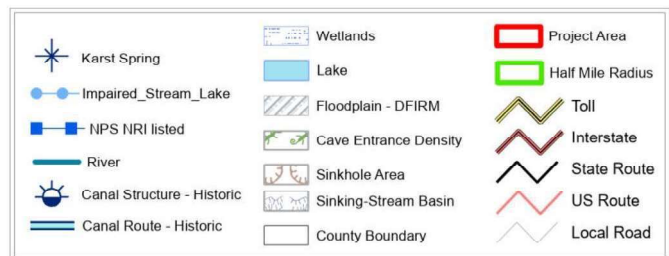 Karst Spring
Impaired_Stream_Lake
NPS NRI listed
River
Canal Structure - Historic
Canal Route - Historic
Wetlands
Lake
Floodplain - DFIRM
Cave Entrance Density
Sinkhole Area
Sinking-Stream Basin
County Boundary
Project Area
Half Mile Radius
Toll
Interstate
State Route
US Route
Local Road